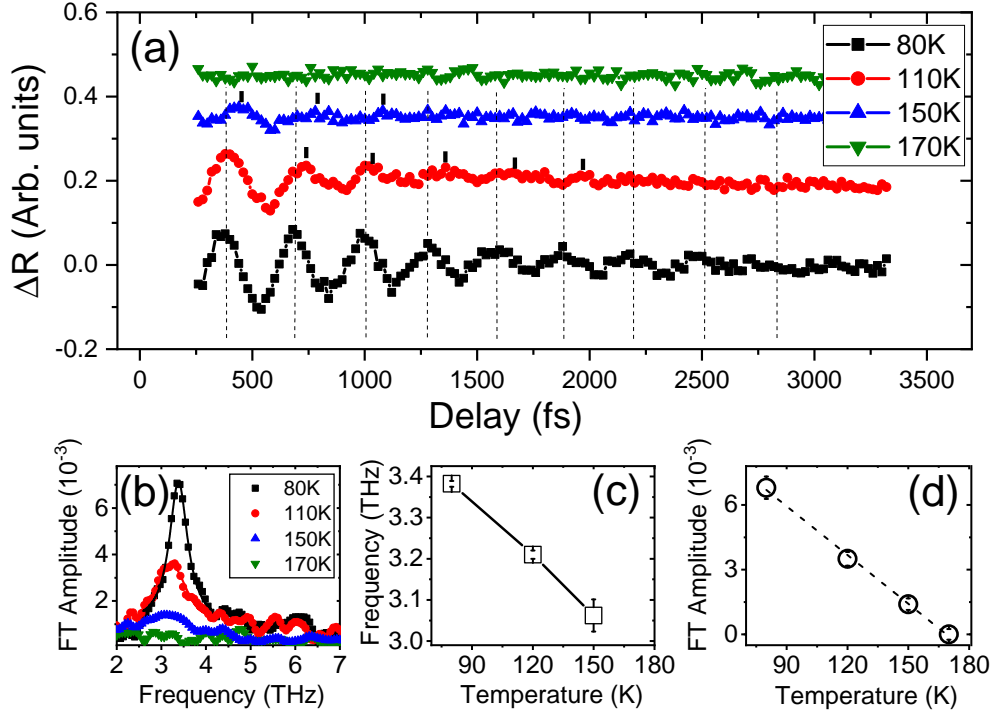 (a)
80K
110K
150K
170K
0.6
0.4
0.2
0.0
-0.2
ΔR (Arb. units)
0 500 1000 1500 2000 2500 3000 3500
Delay (fs)
(b)
80K
110K
150K
170K
6
4
2
FT Amplitude (10⁻³)
2 3 4 5 6 7
Frequency (THz)
(c)
3.4
3.3
3.2
3.1
3.0
Frequency (THz)
90 120 150 180
Temperature (K)
(d)
6
3
0
FT Amplitude (10⁻³)
90 120 150 180
Temperature (K)